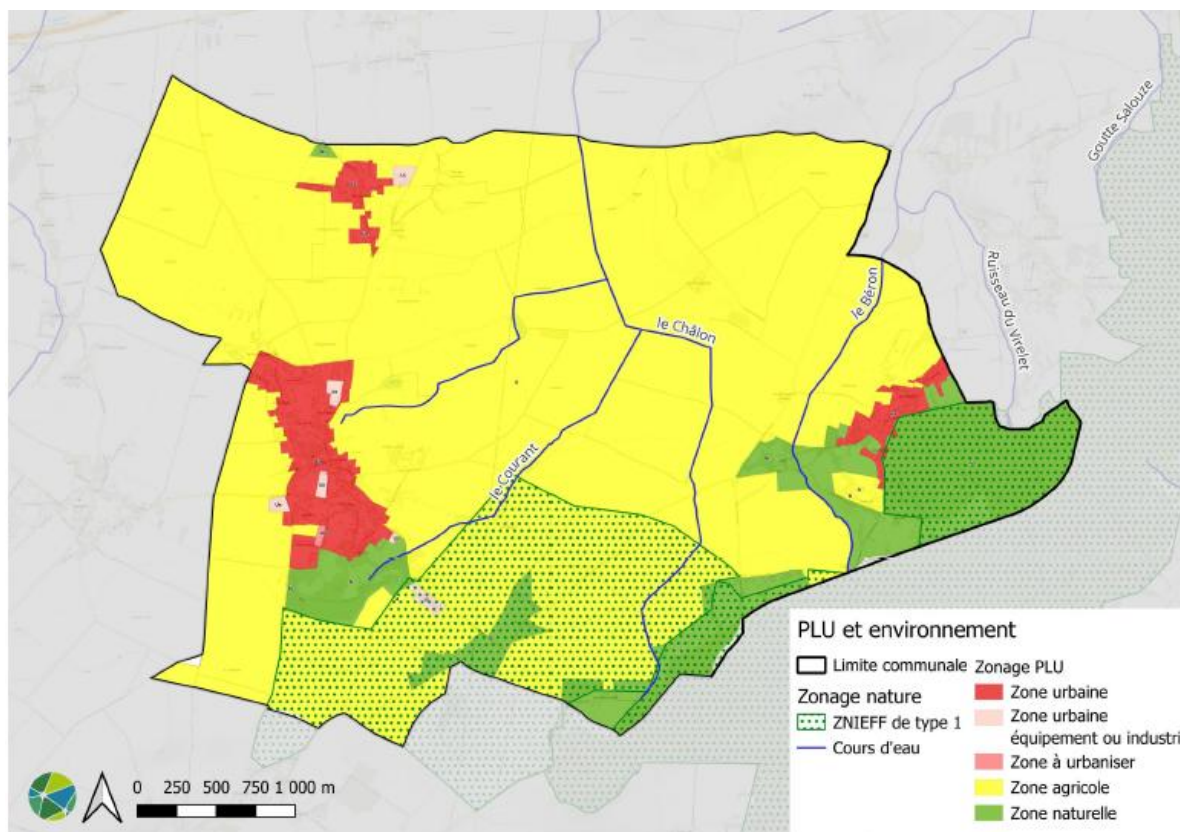 Goutte Salouze
Ruisseau du Vitelet
le Béron
le Châlon
le Courant
PLU et environnement
Limite communale
Zonage nature
ZNIEFF de type 1
Cours d'eau
Zonage PLU
Zone urbaine
Zone urbaine
équipement ou industri
Zone à urbaniser
Zone agricole
Zone naturelle
0 250 500 750 1 000 m